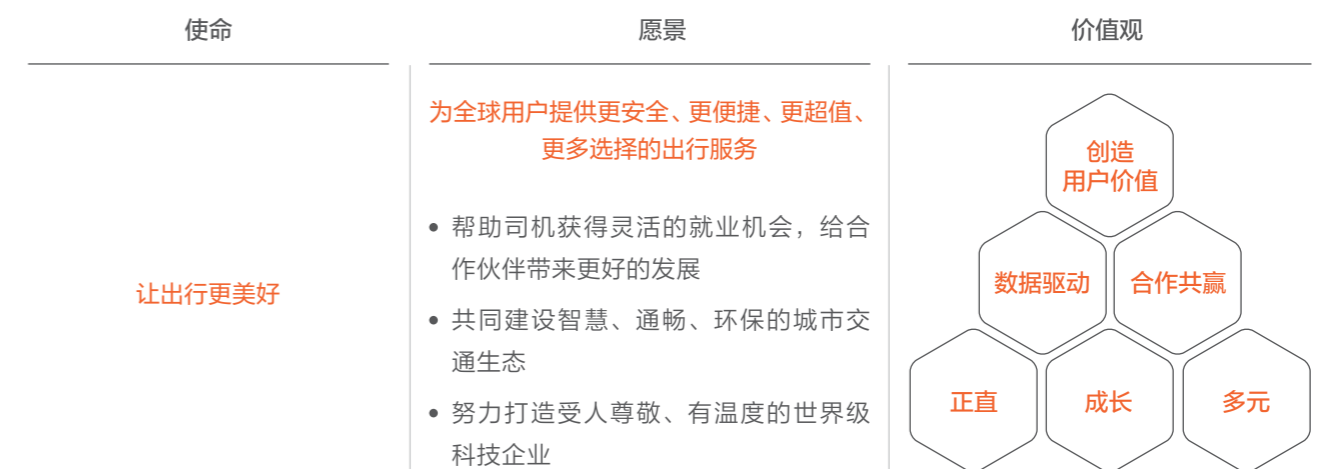 使命
让出行更美好
愿景
为全球用户提供更安全、更便捷、更超值、
更多选择的出行服务
• 帮助司机获得灵活的就业机会，给合
作伙伴带来更好的发展
• 共同建设智慧、通畅、环保的城市交
通生态
• 努力打造受人尊敬、有温度的世界级
科技企业
价值观
创造
用户价值
数据驱动
合作共赢
正直
成长
多元